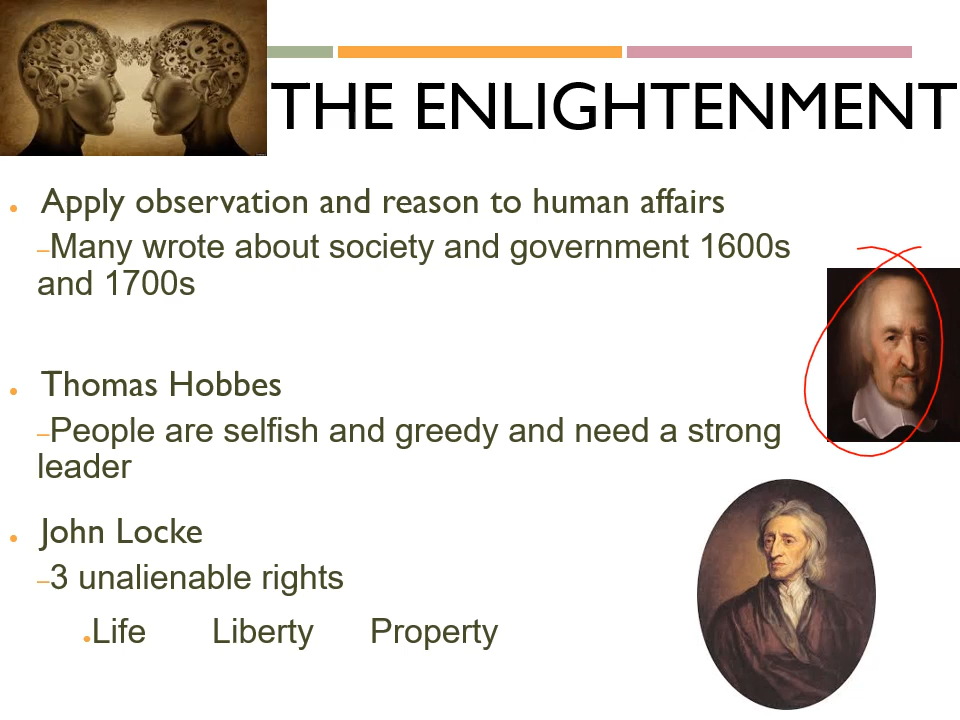 THE ENLIGHTENMENT
• Apply observation and reason to human affairs
–Many wrote about society and government 1600s
and 1700s
• Thomas Hobbes
–People are selfish and greedy and need a strong
leader
• John Locke
–3 unalienable rights
•Life Liberty Property